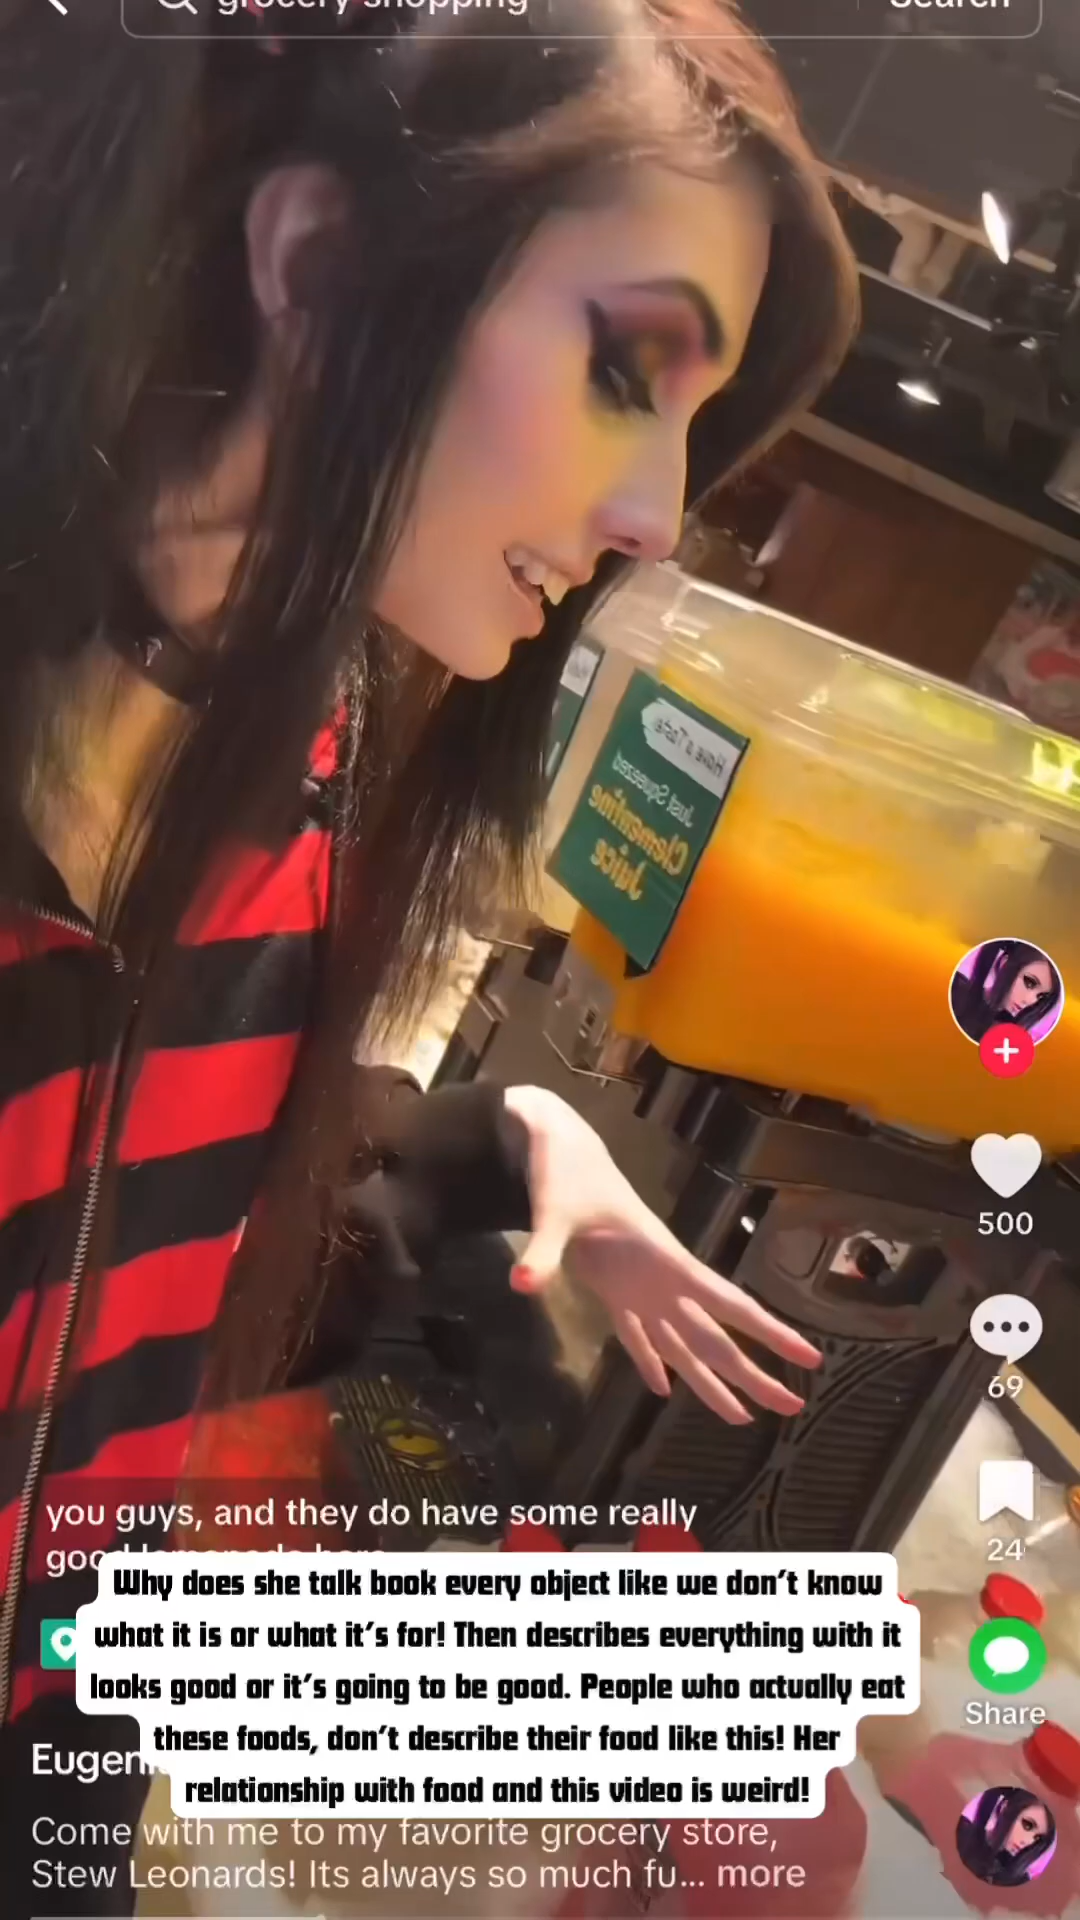 grocery shopping
Search
Have a Taste!
Just Squeezed
Clementine
Juice
500
69
24
you guys, and they do have some really
good lemonade here
Why does she talk book every object like we don't know
what it is or what it's for! Then describes everything with it
looks good or it's going to be good. People who actually eat
these foods, don't describe their food like this! Her
relationship with food and this video is weird!
Share
Come with me to my favorite grocery store,
Stew Leonards! Its always so much fu... more